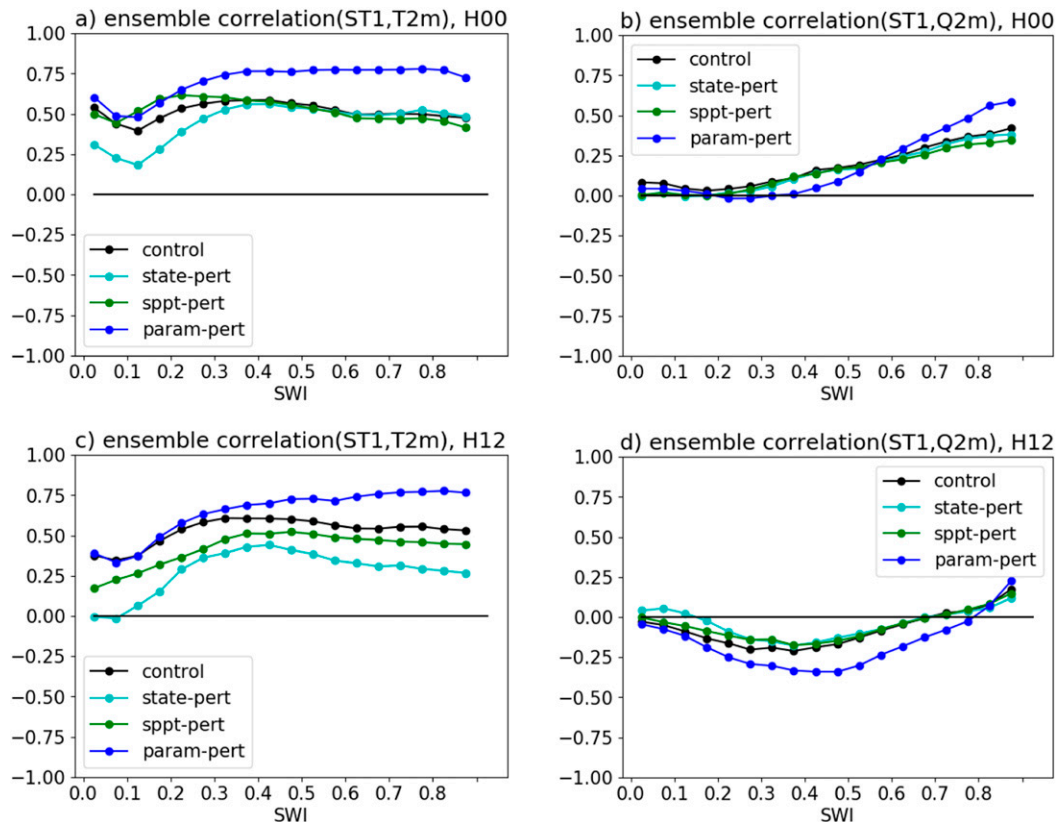 a) ensemble correlation(ST1,T2m), H00
1.00
0.75
0.50
0.25
0.00
−0.25
−0.50
−0.75
−1.00
control
state-pert
sppt-pert
param-pert
0.0 0.1 0.2 0.3 0.4 0.5 0.6 0.7 0.8
SWI
b) ensemble correlation(ST1,Q2m), H00
1.00
0.75
0.50
0.25
0.00
−0.25
−0.50
−0.75
−1.00
control
state-pert
sppt-pert
param-pert
0.0 0.1 0.2 0.3 0.4 0.5 0.6 0.7 0.8
SWI
c) ensemble correlation(ST1,T2m), H12
1.00
0.75
0.50
0.25
0.00
−0.25
−0.50
−0.75
−1.00
control
state-pert
sppt-pert
param-pert
0.0 0.1 0.2 0.3 0.4 0.5 0.6 0.7 0.8
SWI
d) ensemble correlation(ST1,Q2m), H12
1.00
0.75
0.50
0.25
0.00
−0.25
−0.50
−0.75
−1.00
control
state-pert
sppt-pert
param-pert
0.0 0.1 0.2 0.3 0.4 0.5 0.6 0.7 0.8
SWI